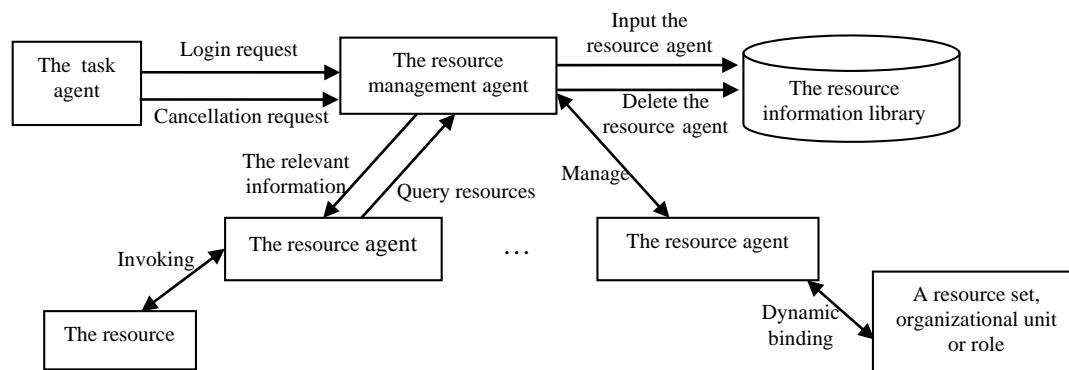 The task
agent
Login request
Cancellation request
The resource
management agent
Input the
resource agent
Delete the
resource agent
The resource
information library
The relevant
information
Query resources
Manage
The resource agent
…
The resource agent
Invoking
The resource
Dynamic
binding
A resource set,
organizational unit
or role